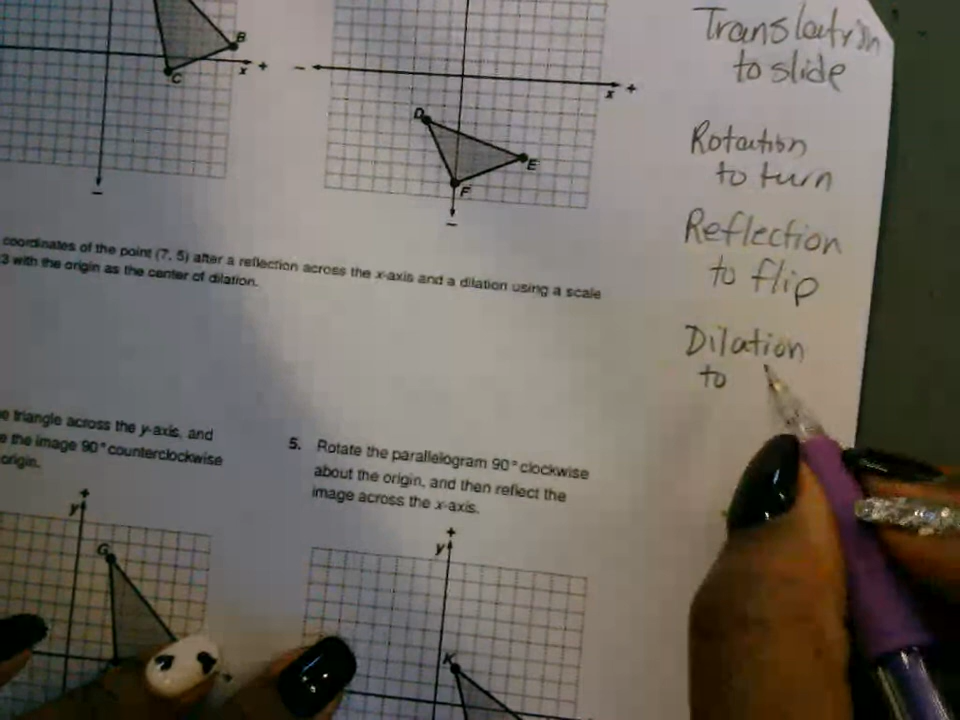 B
C
x +
-
-
x +
D
E
F
-
Translation
to slide
Rotation
to turn
Reflection
to flip
Dilation
to
coordinates of the point (7, 5) after a reflection across the x-axis and a dilation using a scale
3 with the origin as the center of dilation.
e triangle across the y-axis, and
e the image 90° counterclockwise
origin.
+
y
G
5. Rotate the parallelogram 90° clockwise
about the origin, and then reflect the
image across the x-axis.
+
y
K